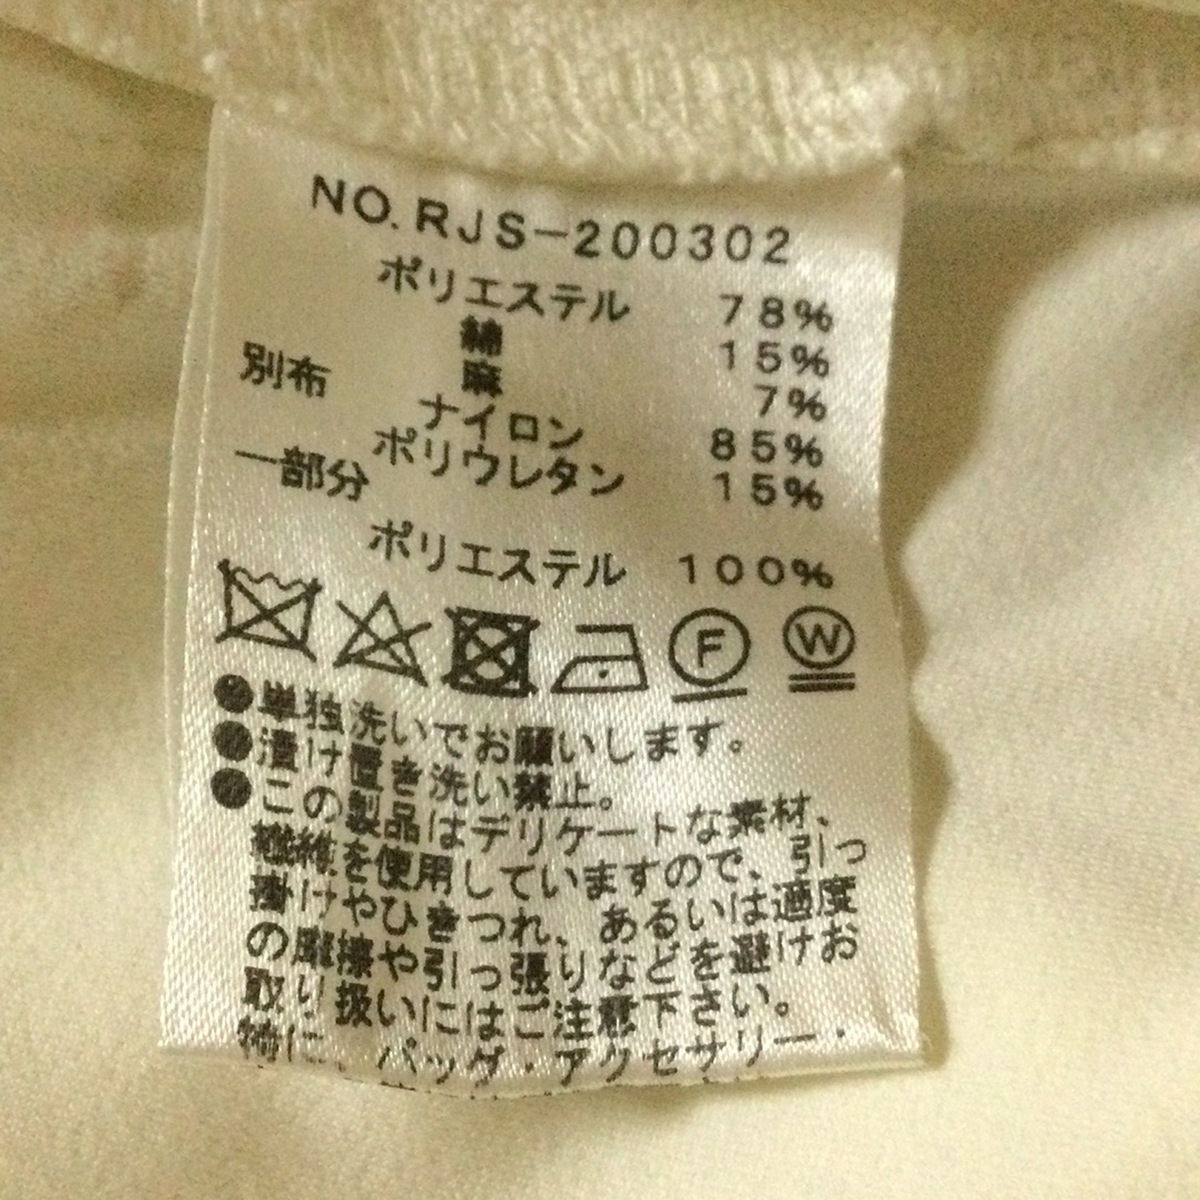 NO.RJS-200302
ポリエステル 78%
綿 15%
麻 7%
別布
ナイロン 85%
ポリウレタン 15%
一部分
ポリエステル 100%
F W
●単独洗いでお願いします。
●漬け置き洗い禁止。
●この製品はデリケートな素材、
繊維を使用していますので、引っ
掛けやひきつれ、あるいは過度
の摩擦や引っ張りなどを避けお
取り扱いにはご注意下さい。
特に、バッグ・アクセサリー・